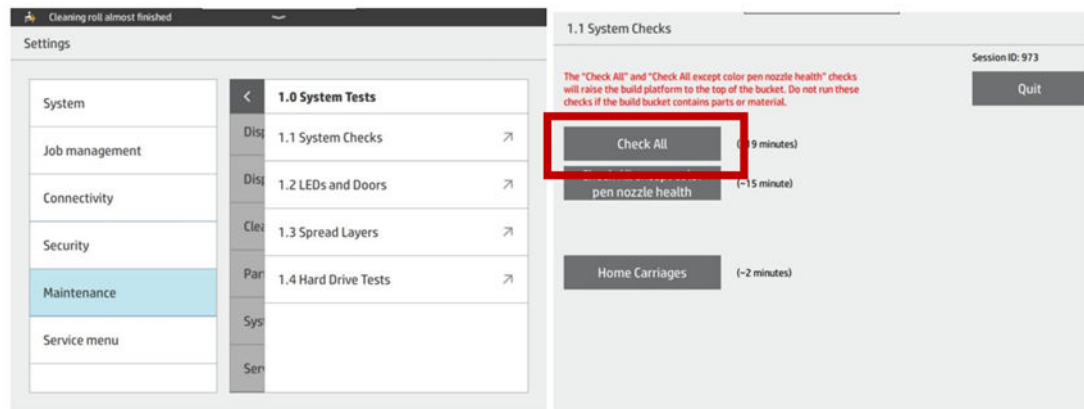 Cleaning roll almost finished
Settings
System
Job management
Connectivity
Security
Maintenance
Service menu
1.0 System Tests
1.1 System Checks
1.2 LEDs and Doors
1.3 Spread Layers
1.4 Hard Drive Tests
1.1 System Checks
Session ID: 973
The "Check All" and "Check All except color pen nozzle health" checks
will raise the build platform to the top of the bucket. Do not run these
checks if the build bucket contains parts or material.
Quit
Check All
19 minutes)
pen nozzle health
(~15 minute)
Home Carriages
(~2 minutes)